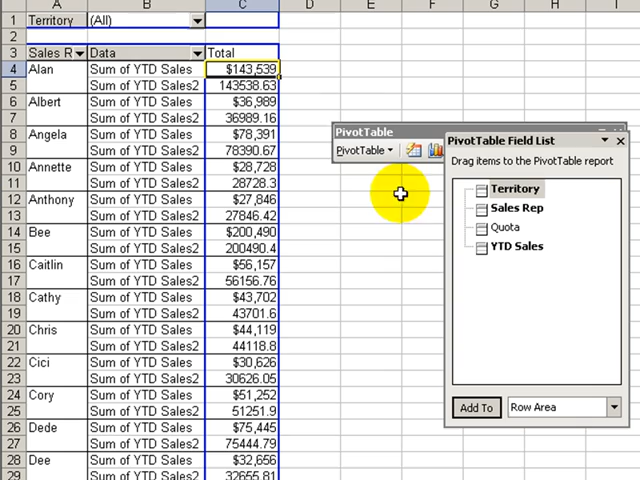 A B C D E F G H I
1 Territory (All)
2
3 Sales R Data Total
4 Alan Sum of YTD Sales $143,539
5 Sum of YTD Sales2 143538.63
6 Albert Sum of YTD Sales $36,989
7 Sum of YTD Sales2 36989.16
8 Angela Sum of YTD Sales $78,391
9 Sum of YTD Sales2 78390.67
10 Annette Sum of YTD Sales $28,728
11 Sum of YTD Sales2 28728.3
12 Anthony Sum of YTD Sales $27,846
13 Sum of YTD Sales2 27846.42
14 Bee Sum of YTD Sales $200,490
15 Sum of YTD Sales2 200490.4
16 Caitlin Sum of YTD Sales $56,157
17 Sum of YTD Sales2 56156.76
18 Cathy Sum of YTD Sales $43,702
19 Sum of YTD Sales2 43701.6
20 Chris Sum of YTD Sales $44,119
21 Sum of YTD Sales2 44118.8
22 Cici Sum of YTD Sales $30,626
23 Sum of YTD Sales2 30626.05
24 Cory Sum of YTD Sales $51,252
25 Sum of YTD Sales2 51251.9
26 Dede Sum of YTD Sales $75,445
27 Sum of YTD Sales2 75444.79
28 Dee Sum of YTD Sales $32,656
29 Sum of YTD Sales2 32655.81
PivotTable
PivotTable
PivotTable Field List
Drag items to the PivotTable report
Territory
Sales Rep
Quota
YTD Sales
Add To Row Area